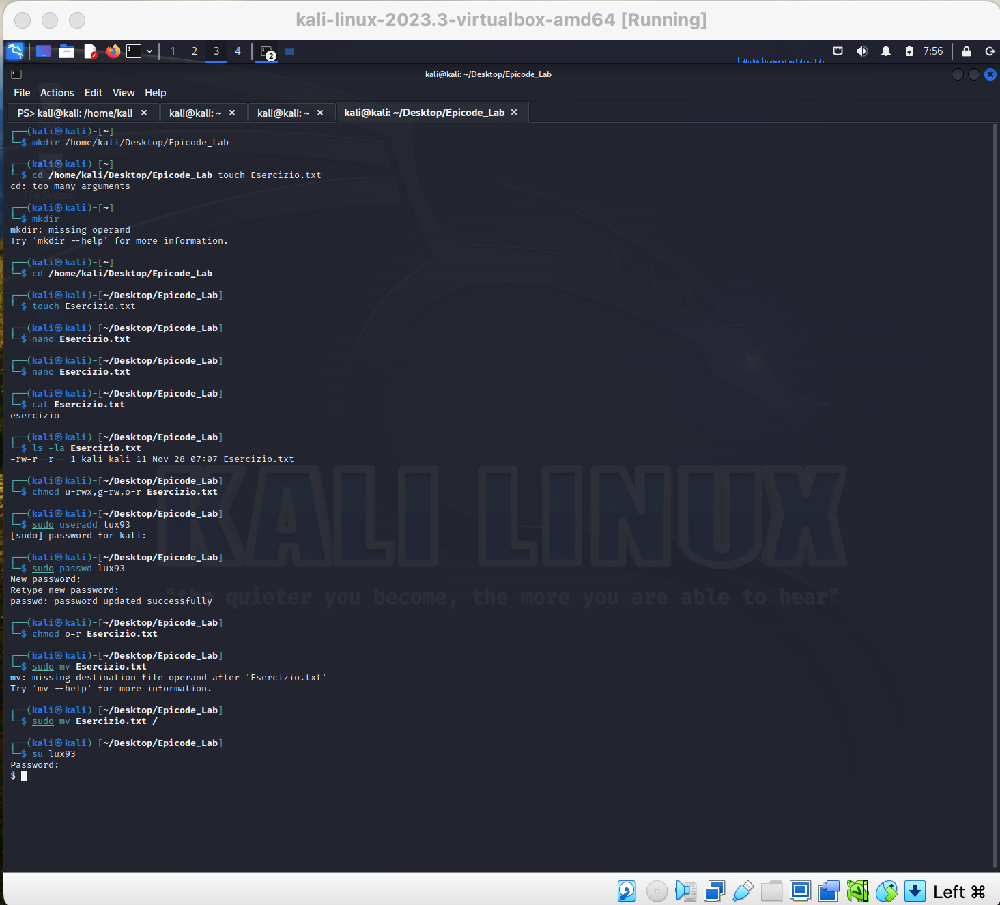 kali-linux-2023.3-virtualbox-amd64 [Running]
1 2 3 4 2 7:56
kali@kali: ~/Desktop/Epicode_Lab
File Actions Edit View Help
PS> kali@kali: /home/kali × kali@kali: ~ × kali@kali: ~ × kali@kali: ~/Desktop/Epicode_Lab ×
┌──(kali㉿kali)-[~]
└─$ mkdir /home/kali/Desktop/Epicode_Lab
┌──(kali㉿kali)-[~]
└─$ cd /home/kali/Desktop/Epicode_Lab touch Esercizio.txt
cd: too many arguments
File System
┌──(kali㉿kali)-[~]
└─$ mkdir
mkdir: missing operand
Try 'mkdir --help' for more information.
┌──(kali㉿kali)-[~]
└─$ cd /home/kali/Desktop/Epicode_Lab
┌──(kali㉿kali)-[~/Desktop/Epicode_Lab]
└─$ touch Esercizio.txt
┌──(kali㉿kali)-[~/Desktop/Epicode_Lab]
└─$ nano Esercizio.txt
┌──(kali㉿kali)-[~/Desktop/Epicode_Lab]
└─$ nano Esercizio.txt
┌──(kali㉿kali)-[~/Desktop/Epicode_Lab]
└─$ cat Esercizio.txt
esercizio
┌──(kali㉿kali)-[~/Desktop/Epicode_Lab]
└─$ ls -la Esercizio.txt
-rw-r--r-- 1 kali kali 11 Nov 28 07:07 Esercizio.txt
┌──(kali㉿kali)-[~/Desktop/Epicode_Lab]
└─$ chmod u=rwx,g=rw,o=r Esercizio.txt
┌──(kali㉿kali)-[~/Desktop/Epicode_Lab]
└─$ sudo useradd lux93
[sudo] password for kali:
KALI LINUX
┌──(kali㉿kali)-[~/Desktop/Epicode_Lab]
└─$ sudo passwd lux93
New password:
Retype new password:
passwd: password updated successfully
"the quieter you become, the more you are able to hear"
┌──(kali㉿kali)-[~/Desktop/Epicode_Lab]
└─$ chmod o-r Esercizio.txt
┌──(kali㉿kali)-[~/Desktop/Epicode_Lab]
└─$ sudo mv Esercizio.txt
mv: missing destination file operand after 'Esercizio.txt'
Try 'mv --help' for more information.
┌──(kali㉿kali)-[~/Desktop/Epicode_Lab]
└─$ sudo mv Esercizio.txt /
┌──(kali㉿kali)-[~/Desktop/Epicode_Lab]
└─$ su lux93
Password:
$
Left ⌘